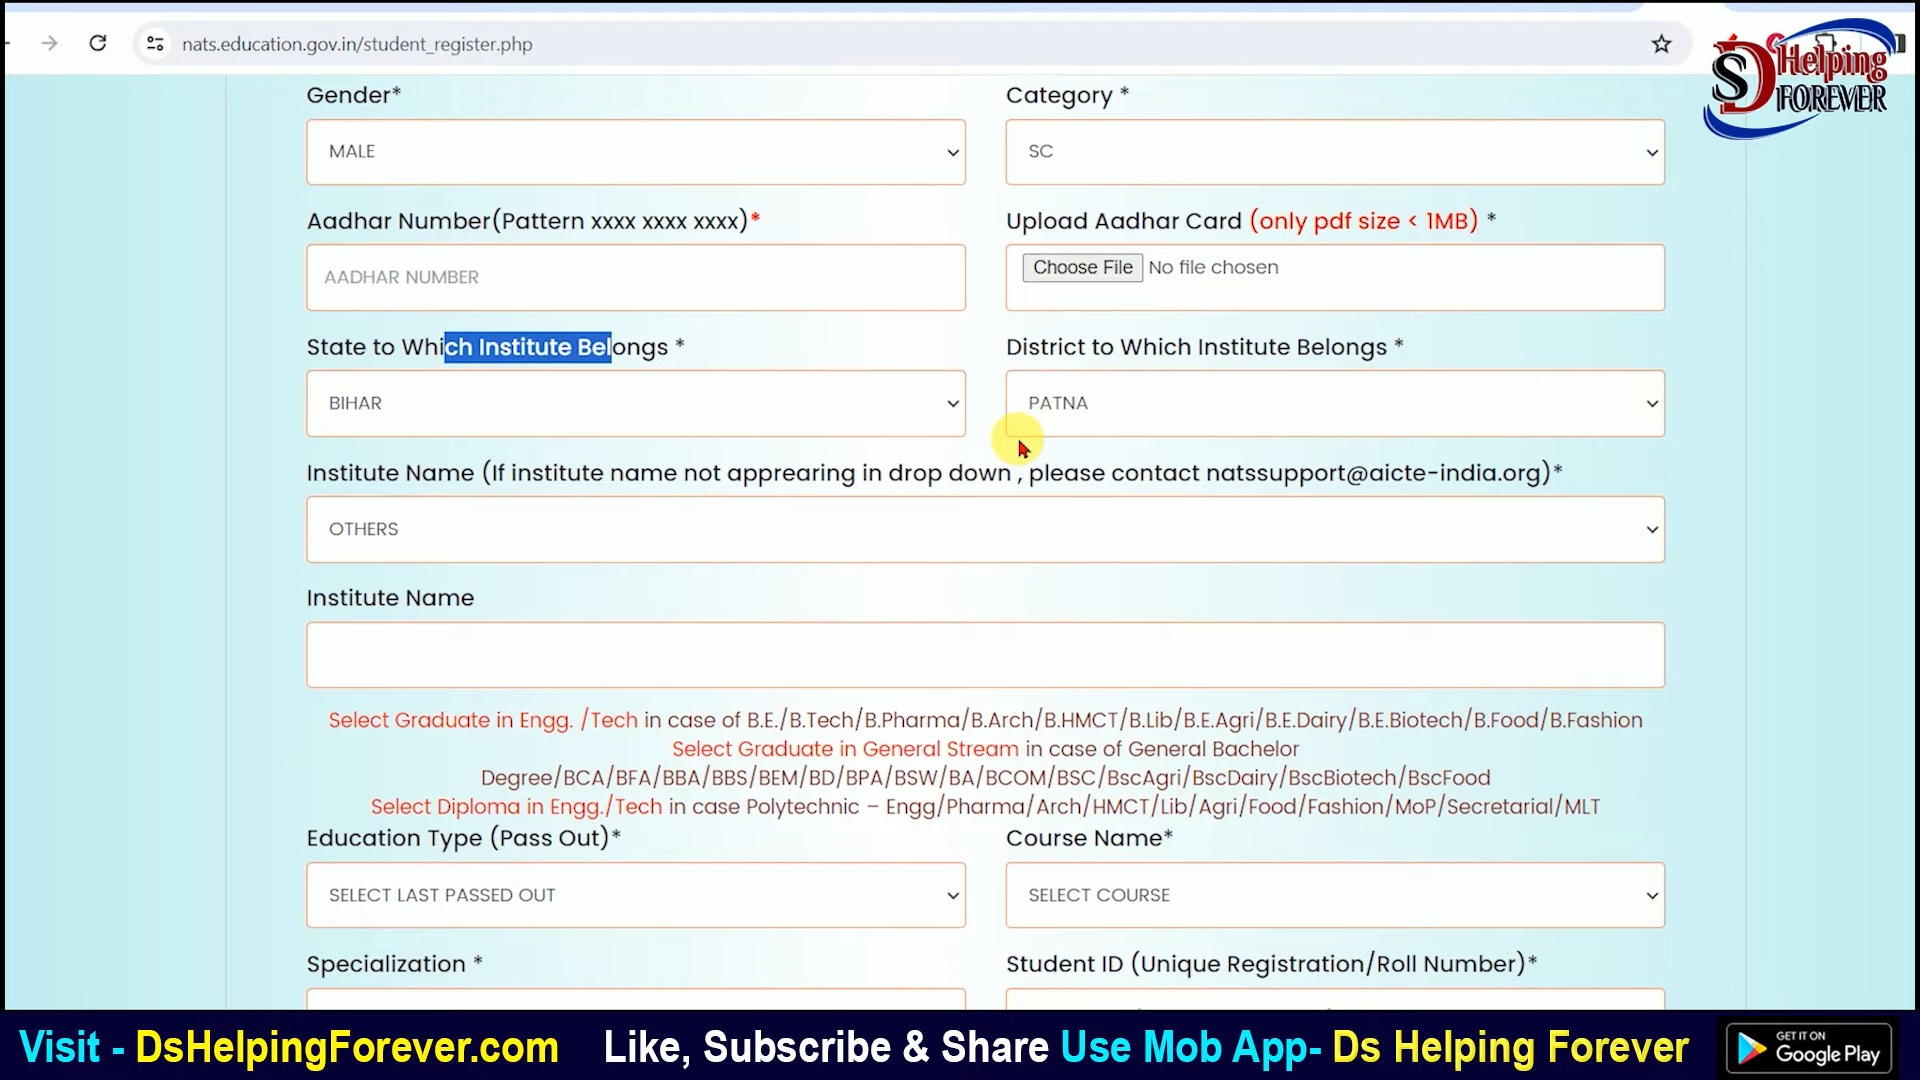 nats.education.gov.in/student_register.php
SD Helping
FOREVER
Gender*
Category *
MALE
SC
Aadhar Number(Pattern xxxx xxxx xxxx)*
Upload Aadhar Card (only pdf size < 1MB) *
AADHAR NUMBER
Choose File No file chosen
State to Which Institute Belongs *
District to Which Institute Belongs *
BIHAR
PATNA
Institute Name (If institute name not apprearing in drop down , please contact natssupport@aicte-india.org)*
OTHERS
Institute Name
Select Graduate in Engg. /Tech in case of B.E./B.Tech/B.Pharma/B.Arch/B.HMCT/B.Lib/B.E.Agri/B.E.Dairy/B.E.Biotech/B.Food/B.Fashion
Select Graduate in General Stream in case of General Bachelor
Degree/BCA/BFA/BBA/BBS/BEM/BD/BPA/BSW/BA/BCOM/BSC/BscAgri/BscDairy/BscBiotech/BscFood
Select Diploma in Engg./Tech in case Polytechnic – Engg/Pharma/Arch/HMCT/Lib/Agri/Food/Fashion/MoP/Secretarial/MLT
Education Type (Pass Out)*
Course Name*
SELECT LAST PASSED OUT
SELECT COURSE
Specialization *
Student ID (Unique Registration/Roll Number)*
Visit - DsHelpingForever.com Like, Subscribe & Share Use Mob App- Ds Helping Forever
GET IT ON
Google Play